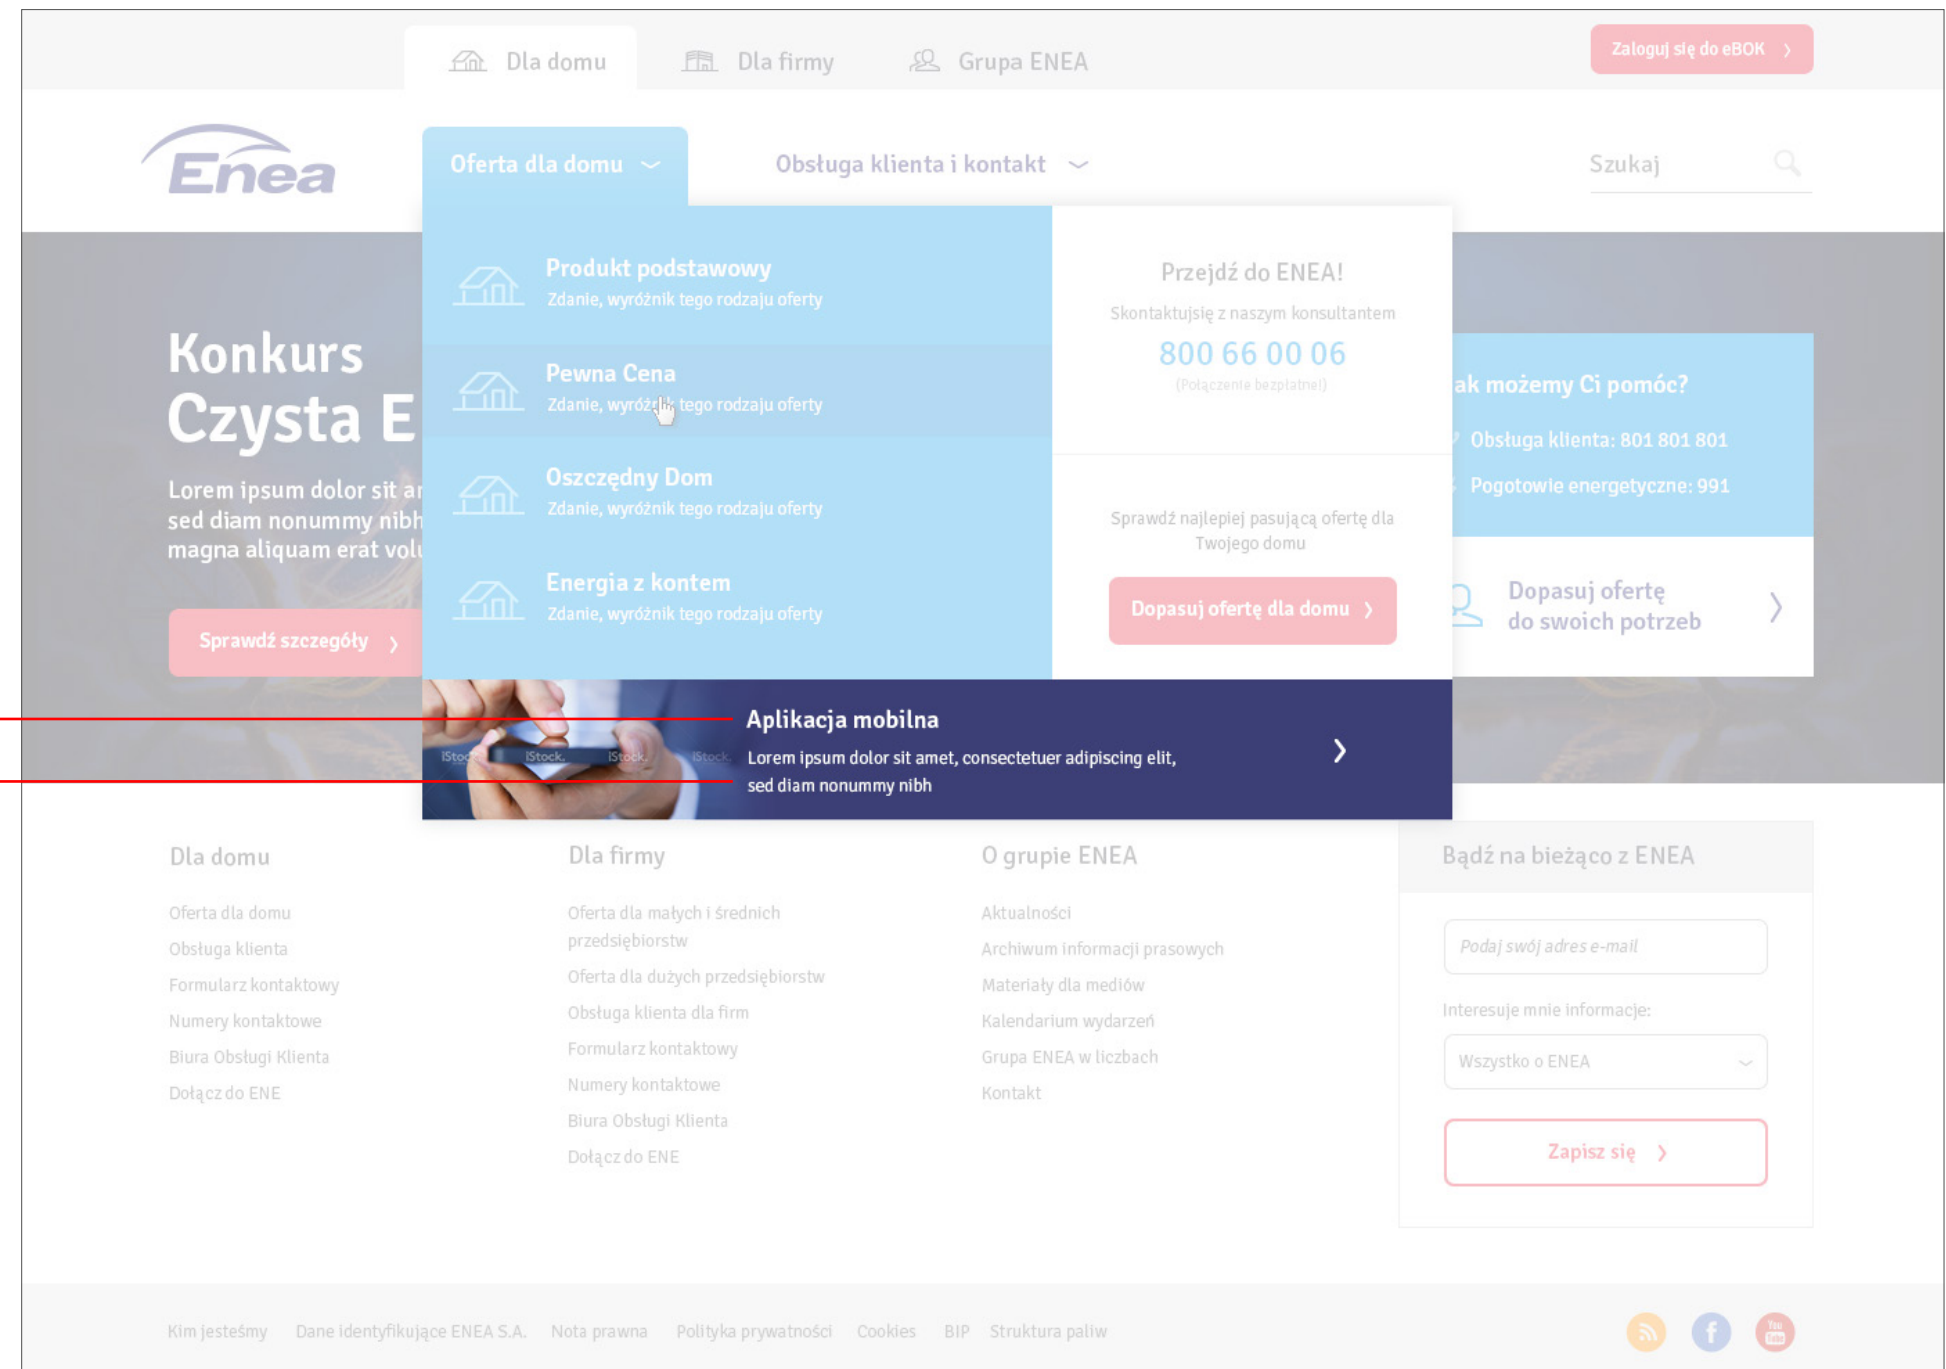 Dla domu
Dla firmy
Grupa ENEA
Zaloguj się do eBOK
Enea
Oferta dla domu
Obsługa klienta i kontakt
Szukaj
Produkt podstawowy
Zdanie, wyróżnik tego rodzaju oferty
Pewna Cena
Zdanie, wyróżnik tego rodzaju oferty
Oszczędny Dom
Zdanie, wyróżnik tego rodzaju oferty
Energia z kontem
Zdanie, wyróżnik tego rodzaju oferty
Przejdź do ENEA!
Skontaktujsię z naszym konsultantem
800 66 00 06
(Połączenie bezpłatne!)
Sprawdź najlepiej pasującą ofertę dla
Twojego domu
Dopasuj ofertę dla domu
Konkurs
Czysta E
Lorem ipsum dolor sit
sed diam nonummy nibh
magna aliquam erat
Sprawdź szczegóły
ak możemy Ci pomóc?
Obsługa klienta: 801 801 801
Pogotowie energetyczne: 991
Dopasuj ofertę
do swoich potrzeb
iStock. iStock. iStock.
Aplikacja mobilna
Lorem ipsum dolor sit amet, consectetuer adipiscing elit,
sed diam nonummy nibh
Dla domu
Oferta dla domu
Obsługa klienta
Formularz kontaktowy
Numery kontaktowe
Biura Obsługi Klienta
Dołącz do ENE
Dla firmy
Oferta dla małych i średnich
przedsiębiorstw
Oferta dla dużych przedsiębiorstw
Obsługa klienta dla firm
Formularz kontaktowy
Numery kontaktowe
Biura Obsługi Klienta
Dołącz do ENE
O grupie ENEA
Aktualności
Archiwum informacji prasowych
Materiały dla mediów
Kalendarium wydarzeń
Grupa ENEA w liczbach
Kontakt
Bądź na bieżąco z ENEA
Podaj swój adres e-mail
Interesuje mnie informacje:
Wszystko o ENEA
Zapisz się
Kim jesteśmy
Dane identyfikujące ENEA S.A.
Nota prawna
Polityka prywatności
Cookies
BIP
Struktura paliw
f
You
Tube